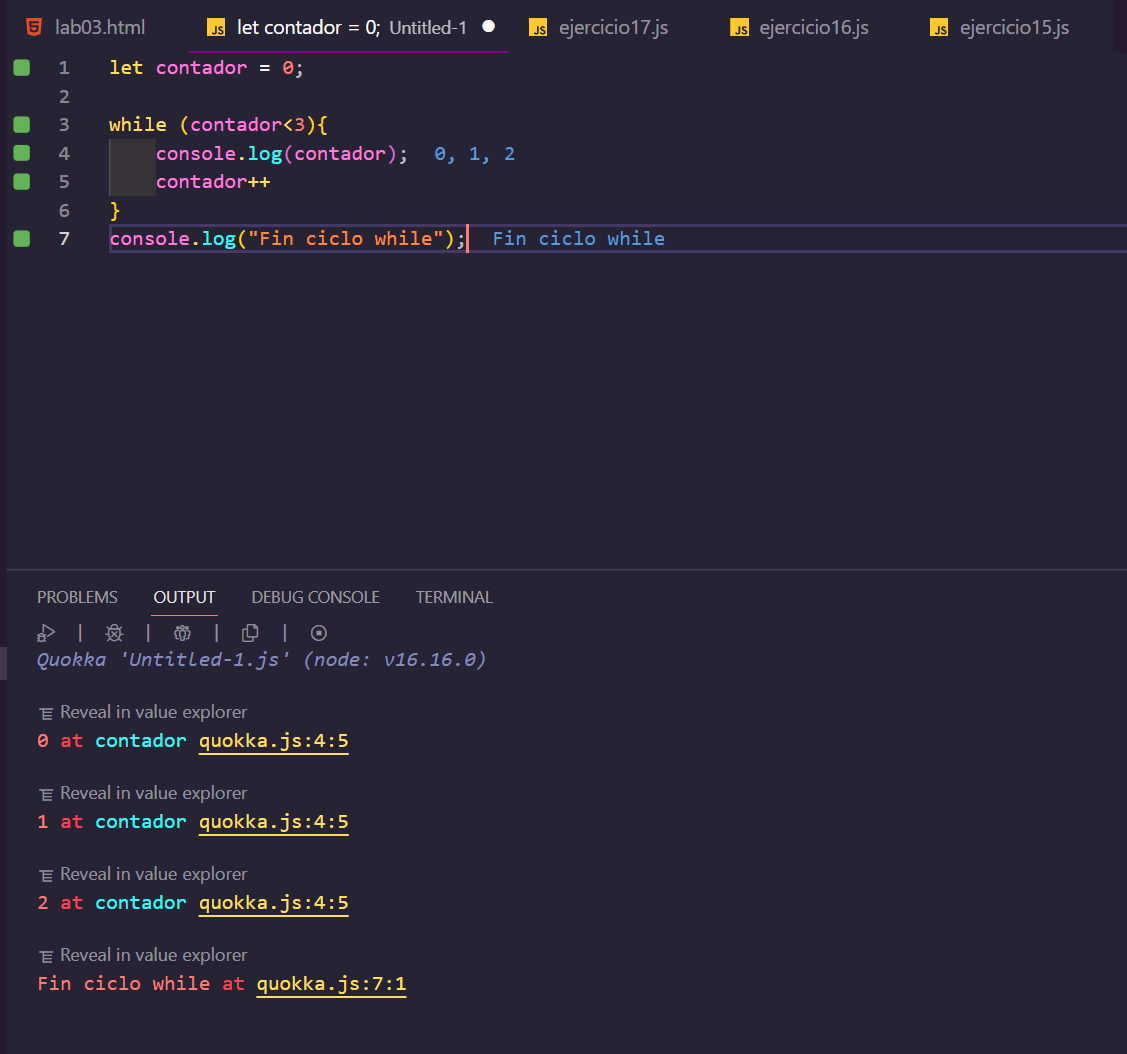 lab03.html JS let contador = 0; Untitled-1 JS ejercicio17.js JS ejercicio16.js JS ejercicio15.js
1 let contador = 0;
2
3 while (contador<3){
4 console.log(contador); 0, 1, 2
5 contador++
6 }
7 console.log("Fin ciclo while"); Fin ciclo while
PROBLEMS OUTPUT DEBUG CONSOLE TERMINAL
Quokka 'Untitled-1.js' (node: v16.16.0)
Reveal in value explorer
0 at contador quokka.js:4:5
Reveal in value explorer
1 at contador quokka.js:4:5
Reveal in value explorer
2 at contador quokka.js:4:5
Reveal in value explorer
Fin ciclo while at quokka.js:7:1